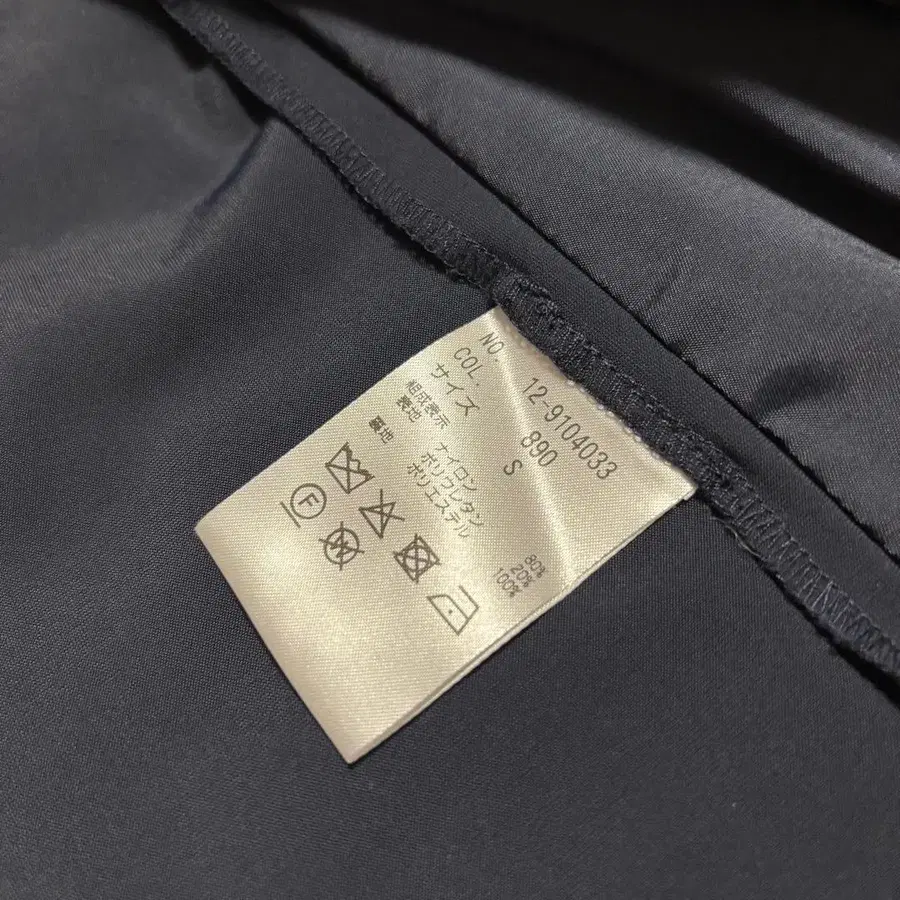 NO. 12-9104033
COL. 890
サイズ S
組成表示
表地 ナイロン 80%
ポリウレタン 20%
裏地 ポリエステル 100%
F
W